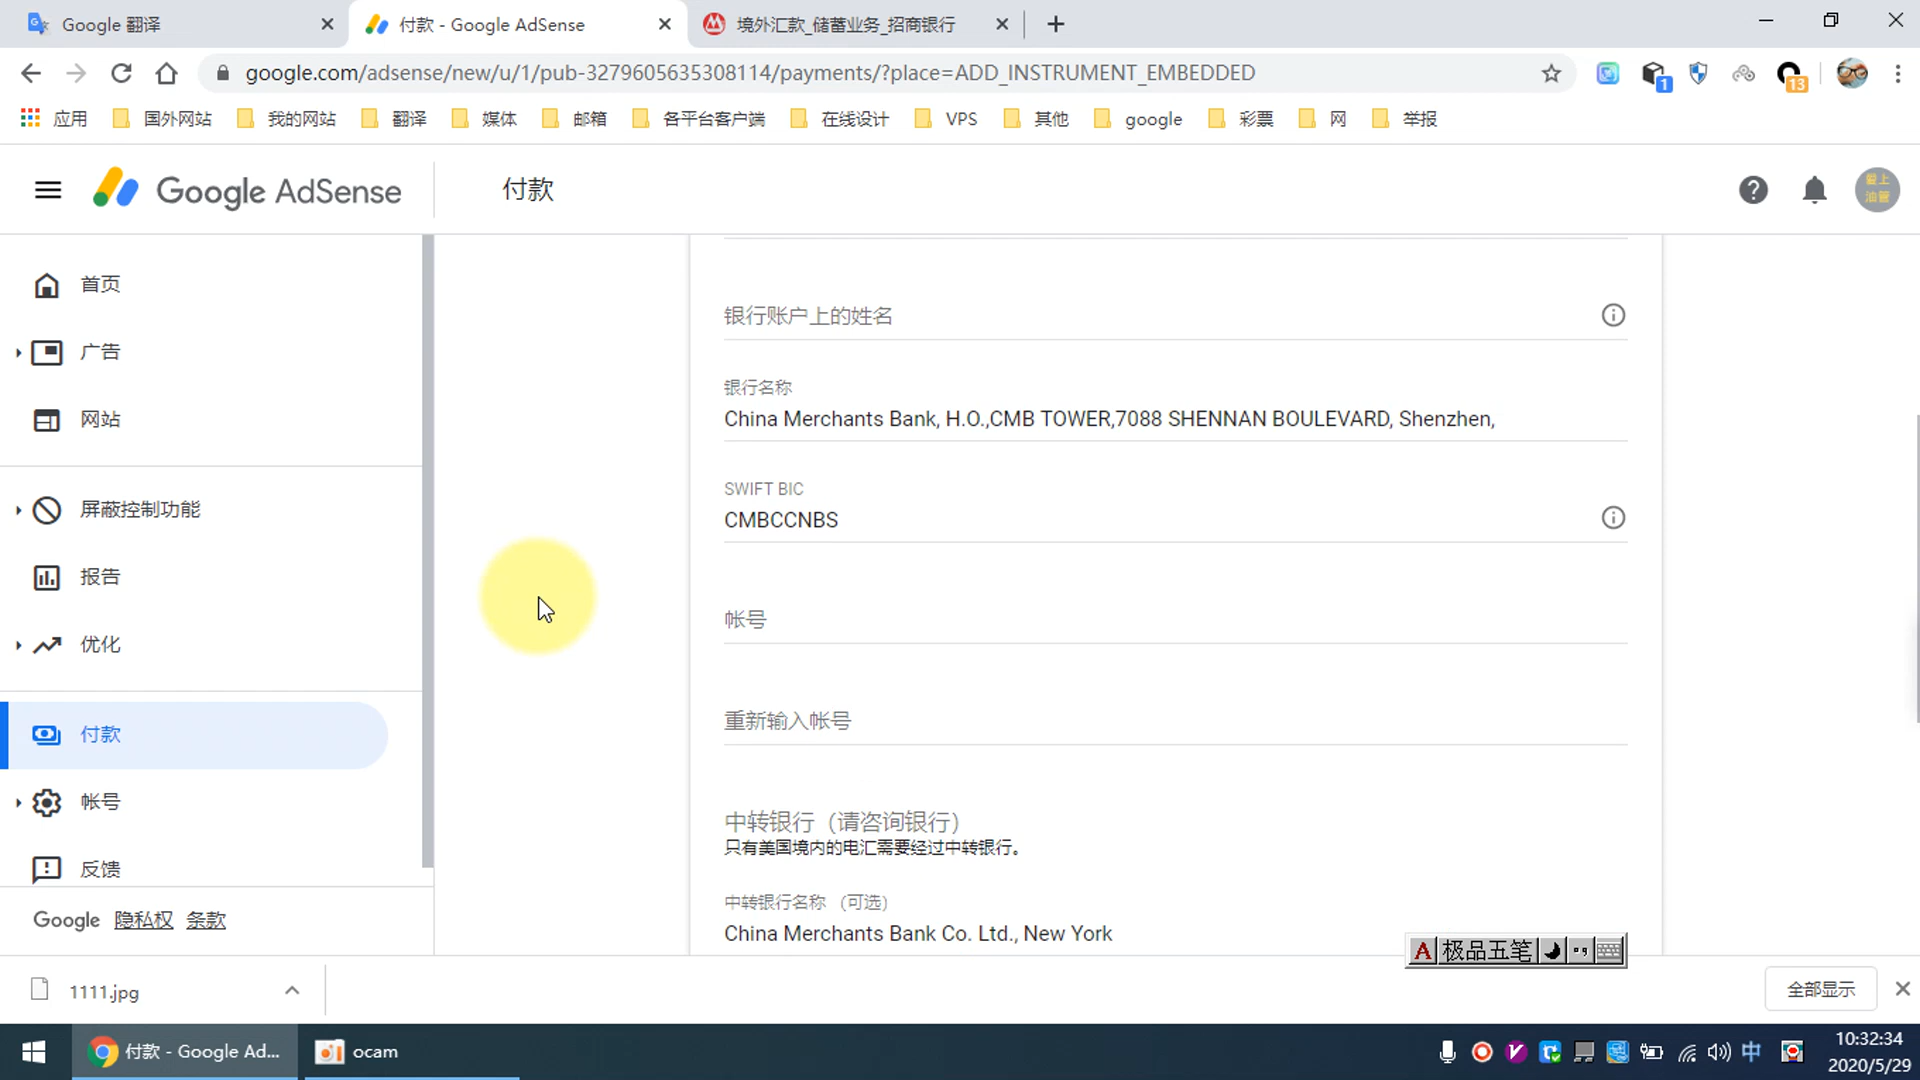 Google 翻译
付款 - Google AdSense
境外汇款_储蓄业务_招商银行
google.com/adsense/new/u/1/pub-3279605635308114/payments/?place=ADD_INSTRUMENT_EMBEDDED
1
13
应用 国外网站 我的网站 翻译 媒体 邮箱 各平台客户端 在线设计 VPS 其他 google 彩票 网 举报
Google AdSense
付款
爱上
油管
首页
广告
网站
屏蔽控制功能
报告
优化
付款
帐号
反馈
Google 隐私权 条款
银行账户上的姓名
银行名称
China Merchants Bank, H.O.,CMB TOWER,7088 SHENNAN BOULEVARD, Shenzhen,
SWIFT BIC
CMBCCNBS
帐号
重新输入帐号
中转银行（请咨询银行）
只有美国境内的电汇需要经过中转银行。
中转银行名称 （可选）
China Merchants Bank Co. Ltd., New York
A 极品五笔
1111.jpg
全部显示
付款 - Google Ad...
ocam
中
10:32:34
2020/5/29